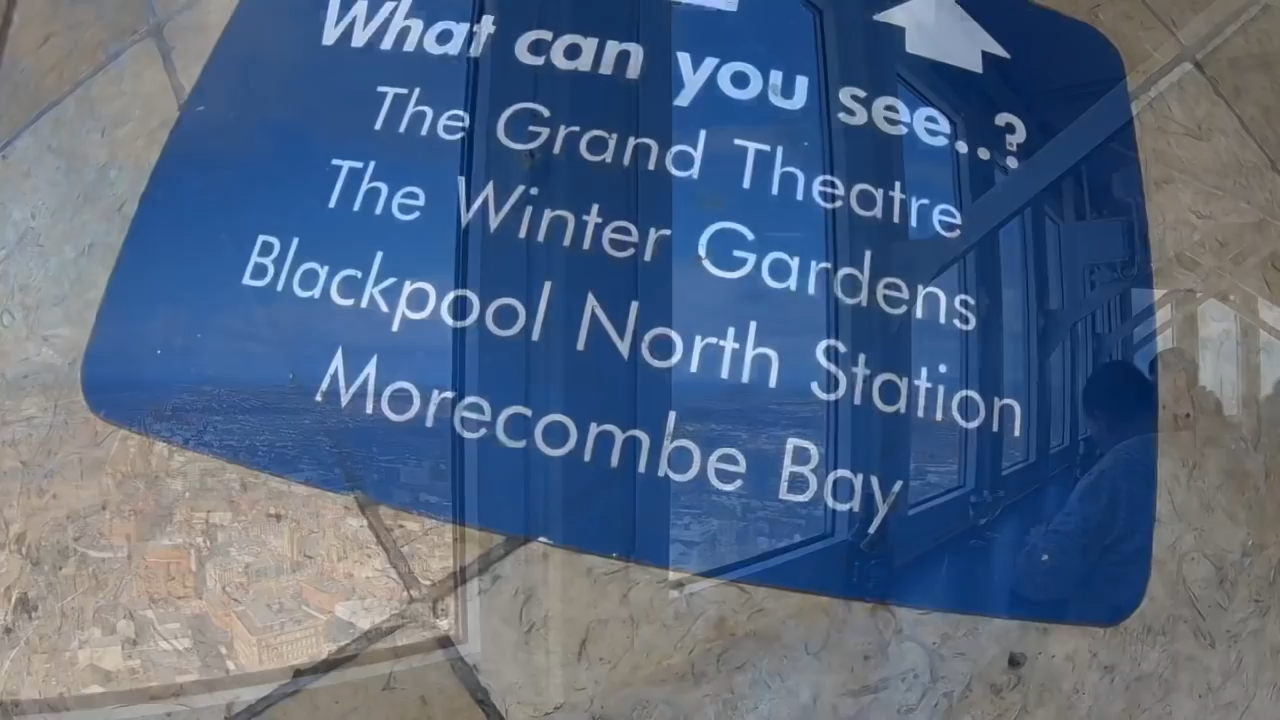 What can you see..?
The Grand Theatre
The Winter Gardens
Blackpool North Station
Morecombe Bay